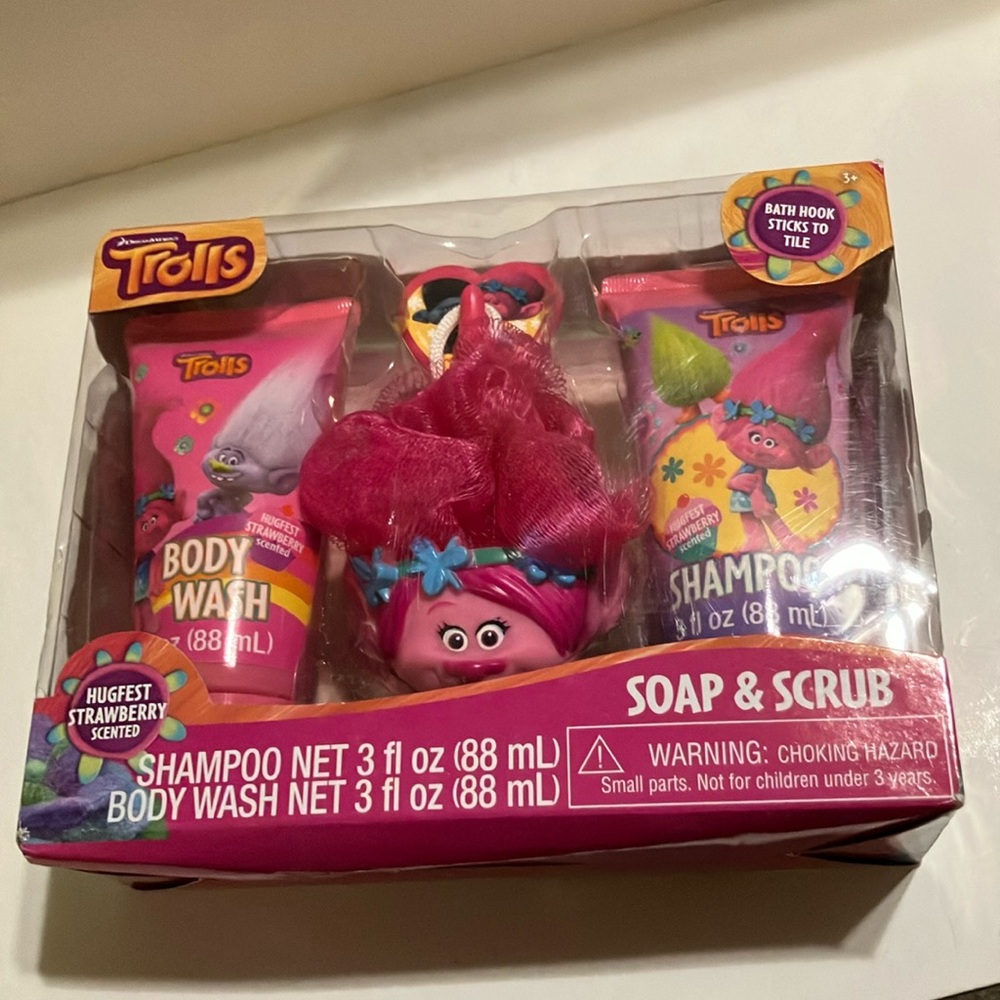 DREAMWORKS
Trolls
3+
BATH HOOK
STICKS TO
TILE
Trolls
HUGFEST
STRAWBERRY
scented
BODY
WASH
oz (88 mL)
Trolls
HUGFEST
STRAWBERRY
scented
SHAMPOO
3 fl oz (88 mL)
HUGFEST
STRAWBERRY
SCENTED
SOAP & SCRUB
SHAMPOO NET 3 fl oz (88 mL)
BODY WASH NET 3 fl oz (88 mL)
WARNING: CHOKING HAZARD
Small parts. Not for children under 3 years.